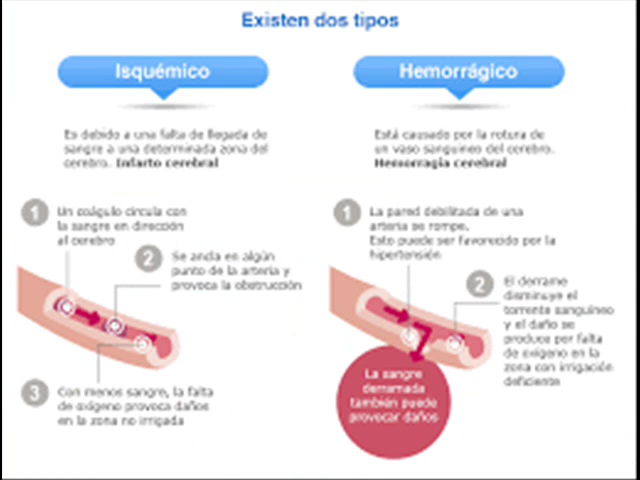 Existen dos tipos
Isquémico
Es debido a una falta de llegada de
sangre a una determinada zona del
cerebro. Infarto cerebral
1
Un coágulo circula con
la sangre en dirección
al cerebro
2
Se ancla en algún
punto de la arteria y
provoca la obstrucción
3
Con menos sangre, la falta
de oxígeno provoca daños
en la zona no irrigada
Hemorrágico
Está causado por la rotura de
un vaso sanguíneo del cerebro.
Hemorragia cerebral
1
La pared debilitada de una
arteria se rompe.
Esto puede ser favorecido por la
hipertensión
2
El derrame
disminuye el
torrente sanguíneo
y el daño se
produce por falta
de oxígeno en la
zona con irrigación
deficiente
La sangre
derramada
también puede
provocar daños